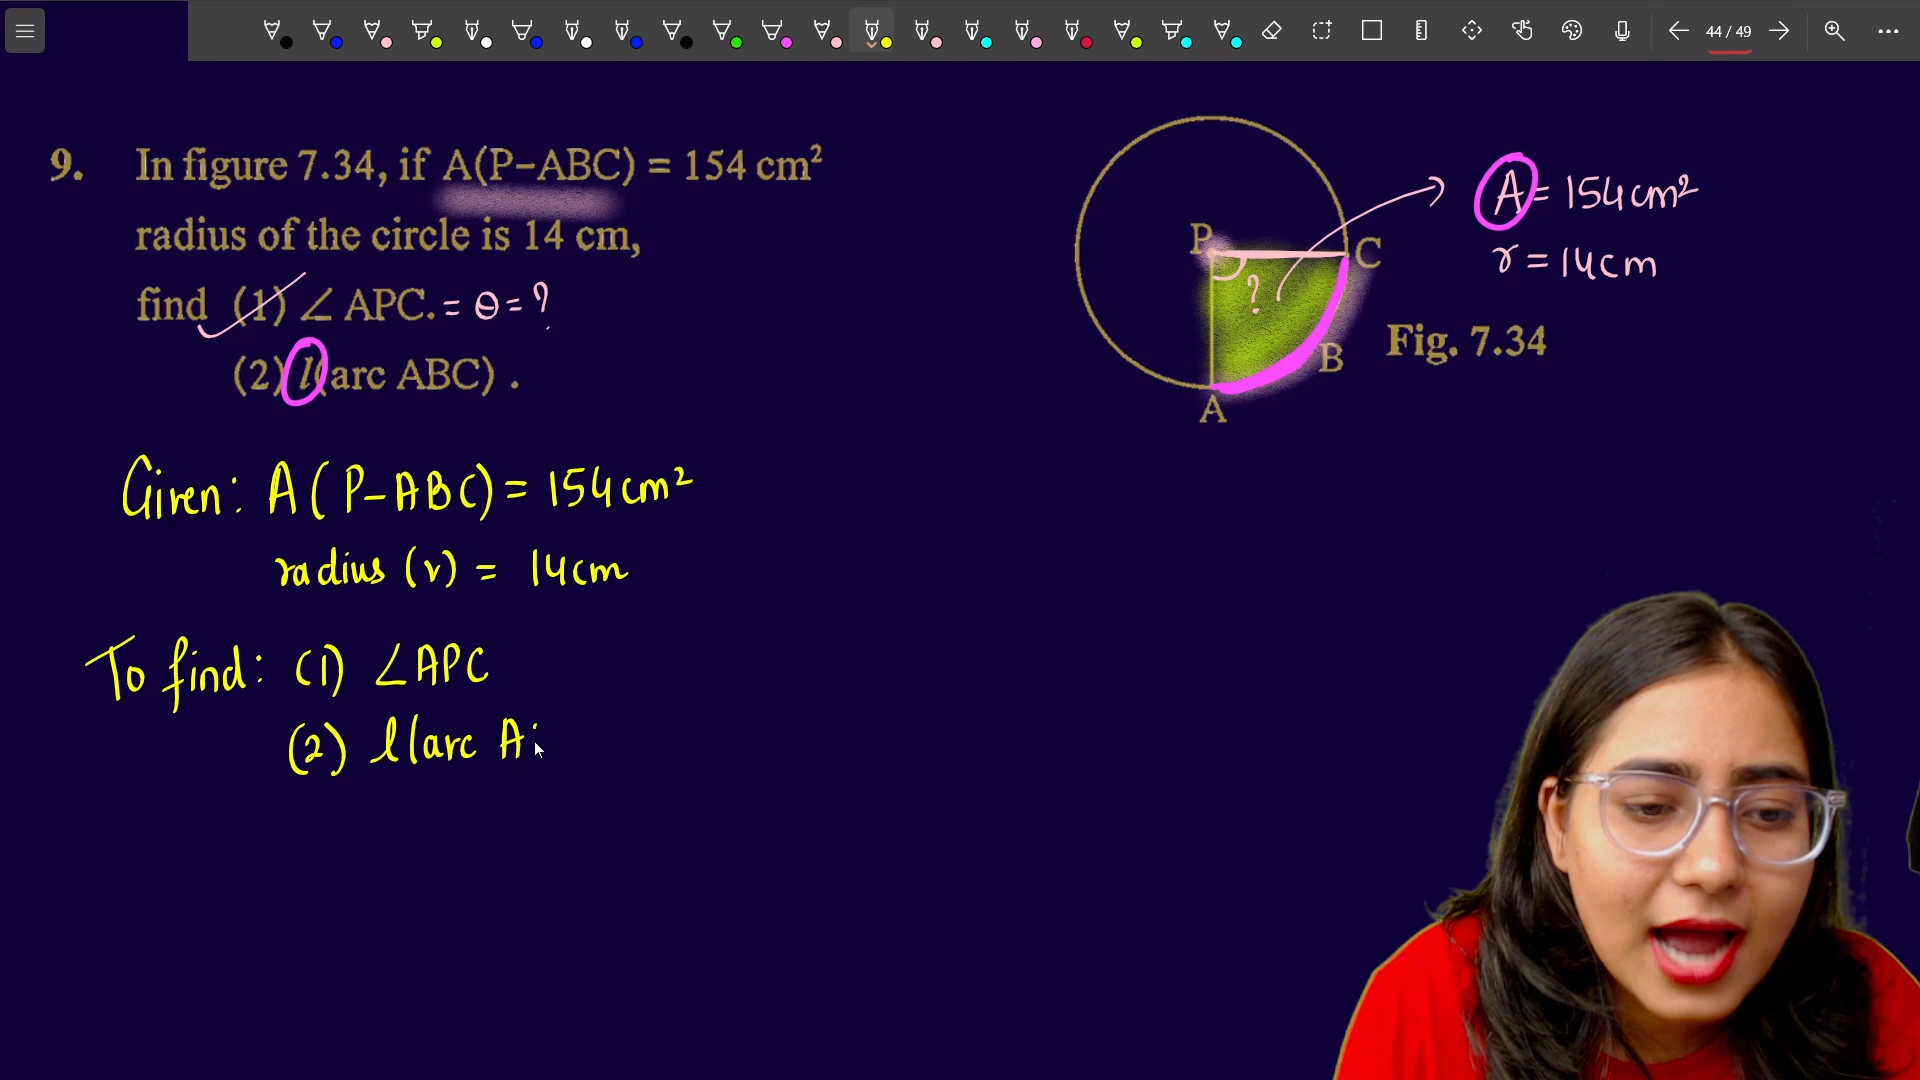 44 / 49
9. In figure 7.34, if A(P-ABC) = 154 cm²
radius of the circle is 14 cm,
find (1) ∠ APC. = θ = ?
(2) l(arc ABC) .
P
C
B
A
?
A = 154 cm²
r = 14 cm
Fig. 7.34
Given: A ( P-ABC) = 154 cm²
radius (r) = 14 cm
To find: (1) ∠APC
(2) l(arc A